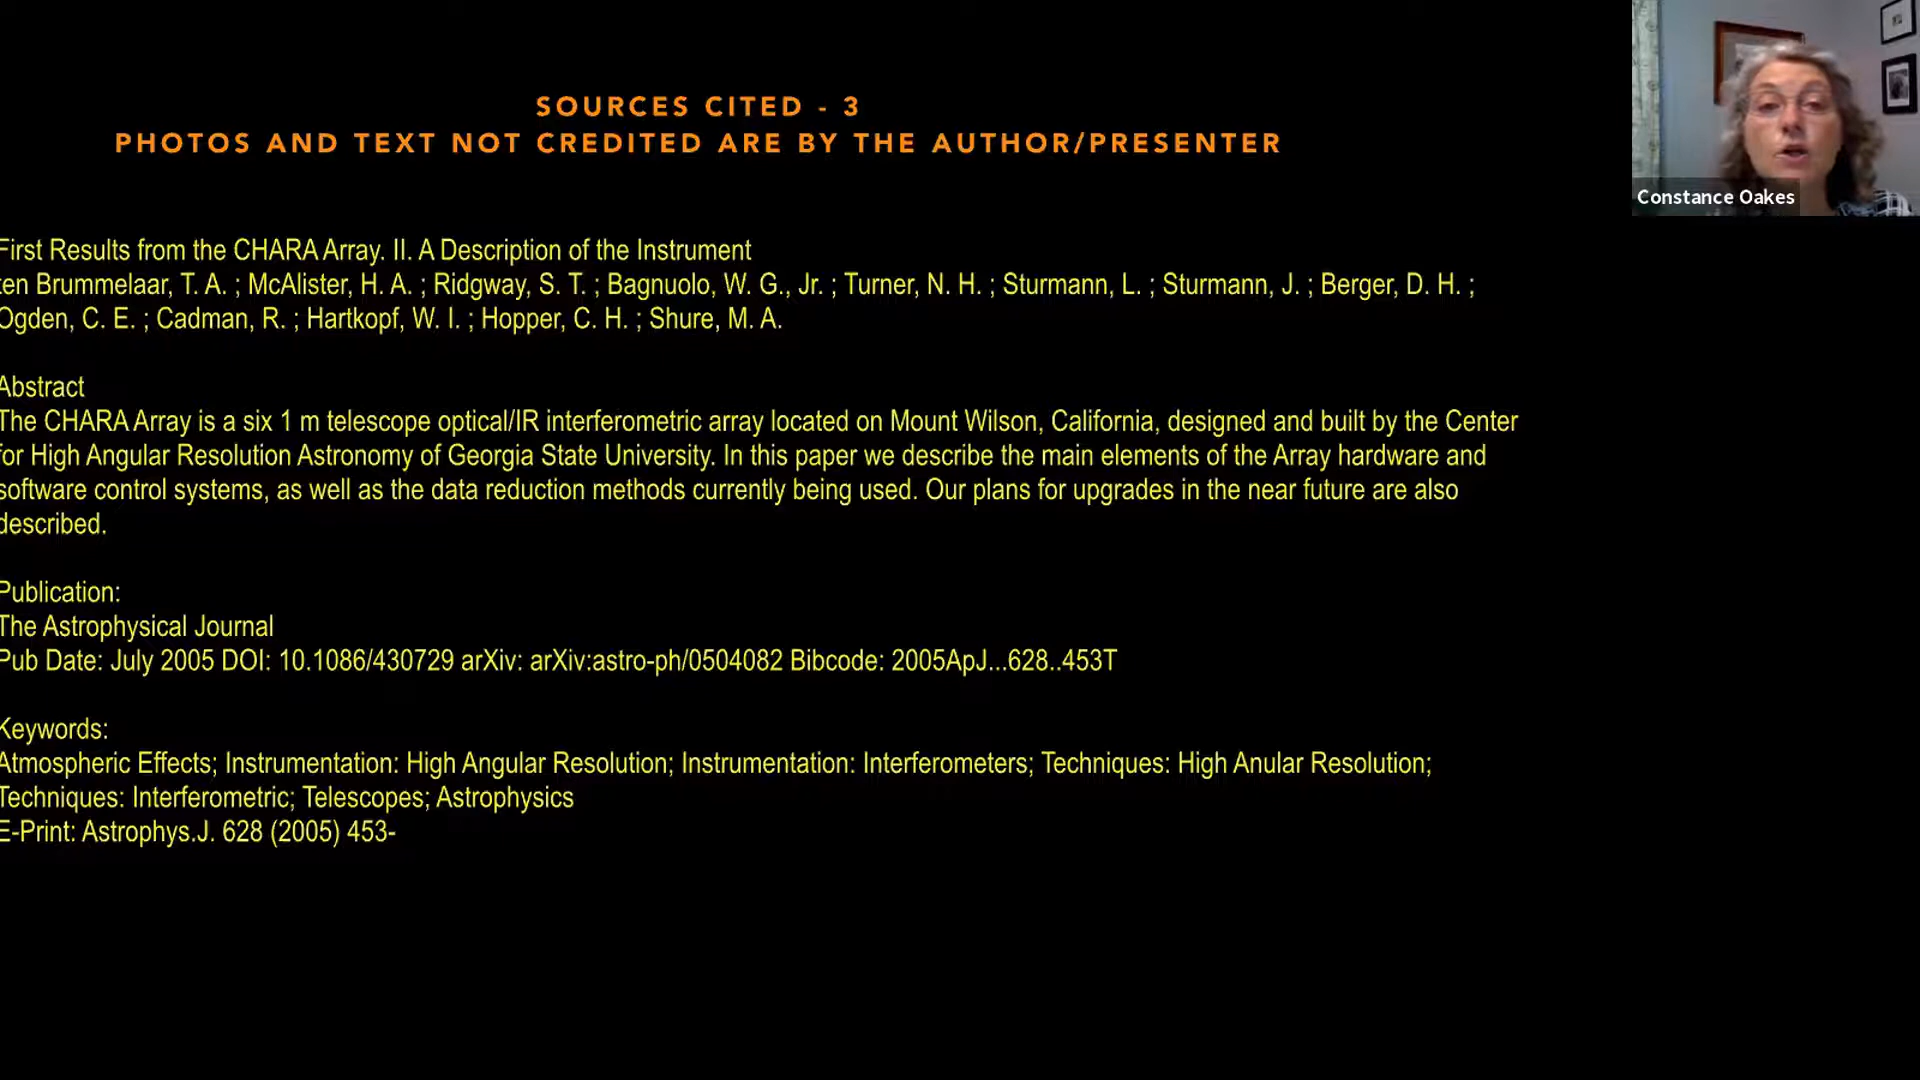 SOURCES CITED - 3
PHOTOS AND TEXT NOT CREDITED ARE BY THE AUTHOR/PRESENTER
Constance Oakes
First Results from the CHARA Array. II. A Description of the Instrument
ten Brummelaar, T. A. ; McAlister, H. A. ; Ridgway, S. T. ; Bagnuolo, W. G., Jr. ; Turner, N. H. ; Sturmann, L. ; Sturmann, J. ; Berger, D. H. ;
Ogden, C. E. ; Cadman, R. ; Hartkopf, W. I. ; Hopper, C. H. ; Shure, M. A.
Abstract
The CHARA Array is a six 1 m telescope optical/IR interferometric array located on Mount Wilson, California, designed and built by the Center
for High Angular Resolution Astronomy of Georgia State University. In this paper we describe the main elements of the Array hardware and
software control systems, as well as the data reduction methods currently being used. Our plans for upgrades in the near future are also
described.
Publication:
The Astrophysical Journal
Pub Date: July 2005 DOI: 10.1086/430729 arXiv: arXiv:astro-ph/0504082 Bibcode: 2005ApJ...628..453T
Keywords:
Atmospheric Effects; Instrumentation: High Angular Resolution; Instrumentation: Interferometers; Techniques: High Anular Resolution;
Techniques: Interferometric; Telescopes; Astrophysics
E-Print: Astrophys.J. 628 (2005) 453-